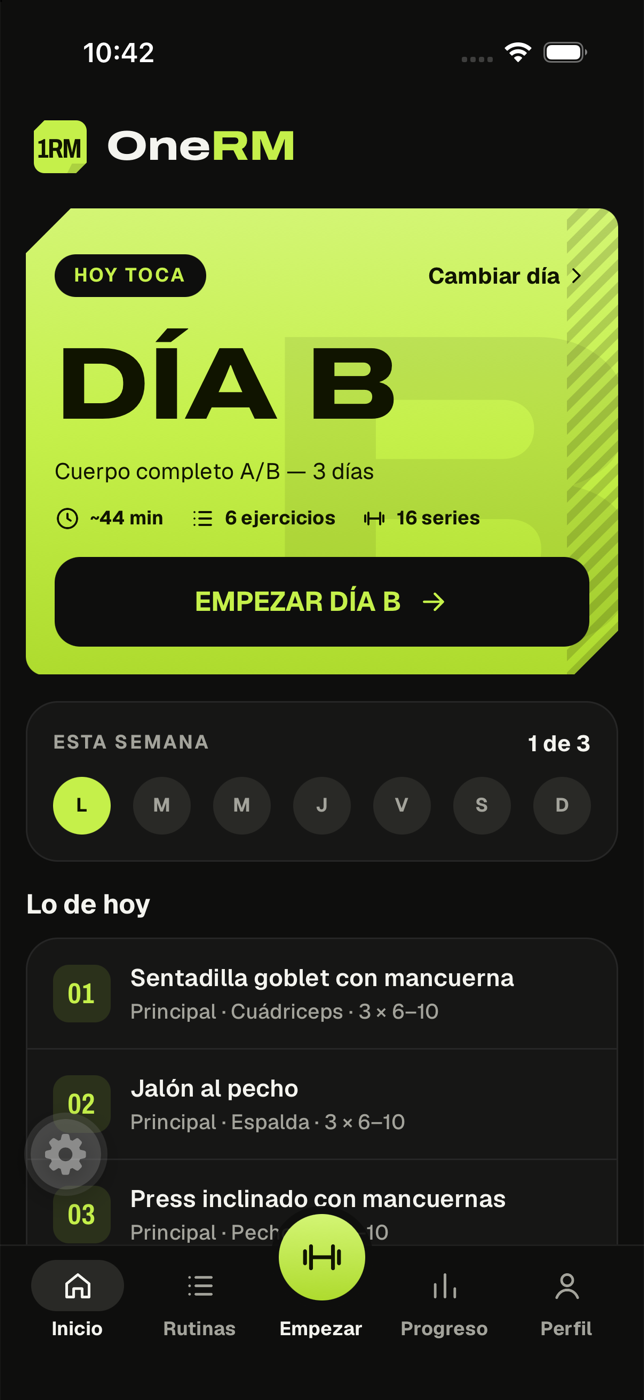 10:42
1RM OneRM
HOY TOCA
Cambiar día
DÍA B
Cuerpo completo A/B — 3 días
~44 min 6 ejercicios 16 series
EMPEZAR DÍA B
ESTA SEMANA 1 de 3
L M M J V S D
Lo de hoy
01 Sentadilla goblet con mancuerna
Principal · Cuádriceps · 3 × 6–10
02 Jalón al pecho
Principal · Espalda · 3 × 6–10
03 Press inclinado con mancuernas
Principal · 10
Inicio Rutinas Empezar Progreso Perfil